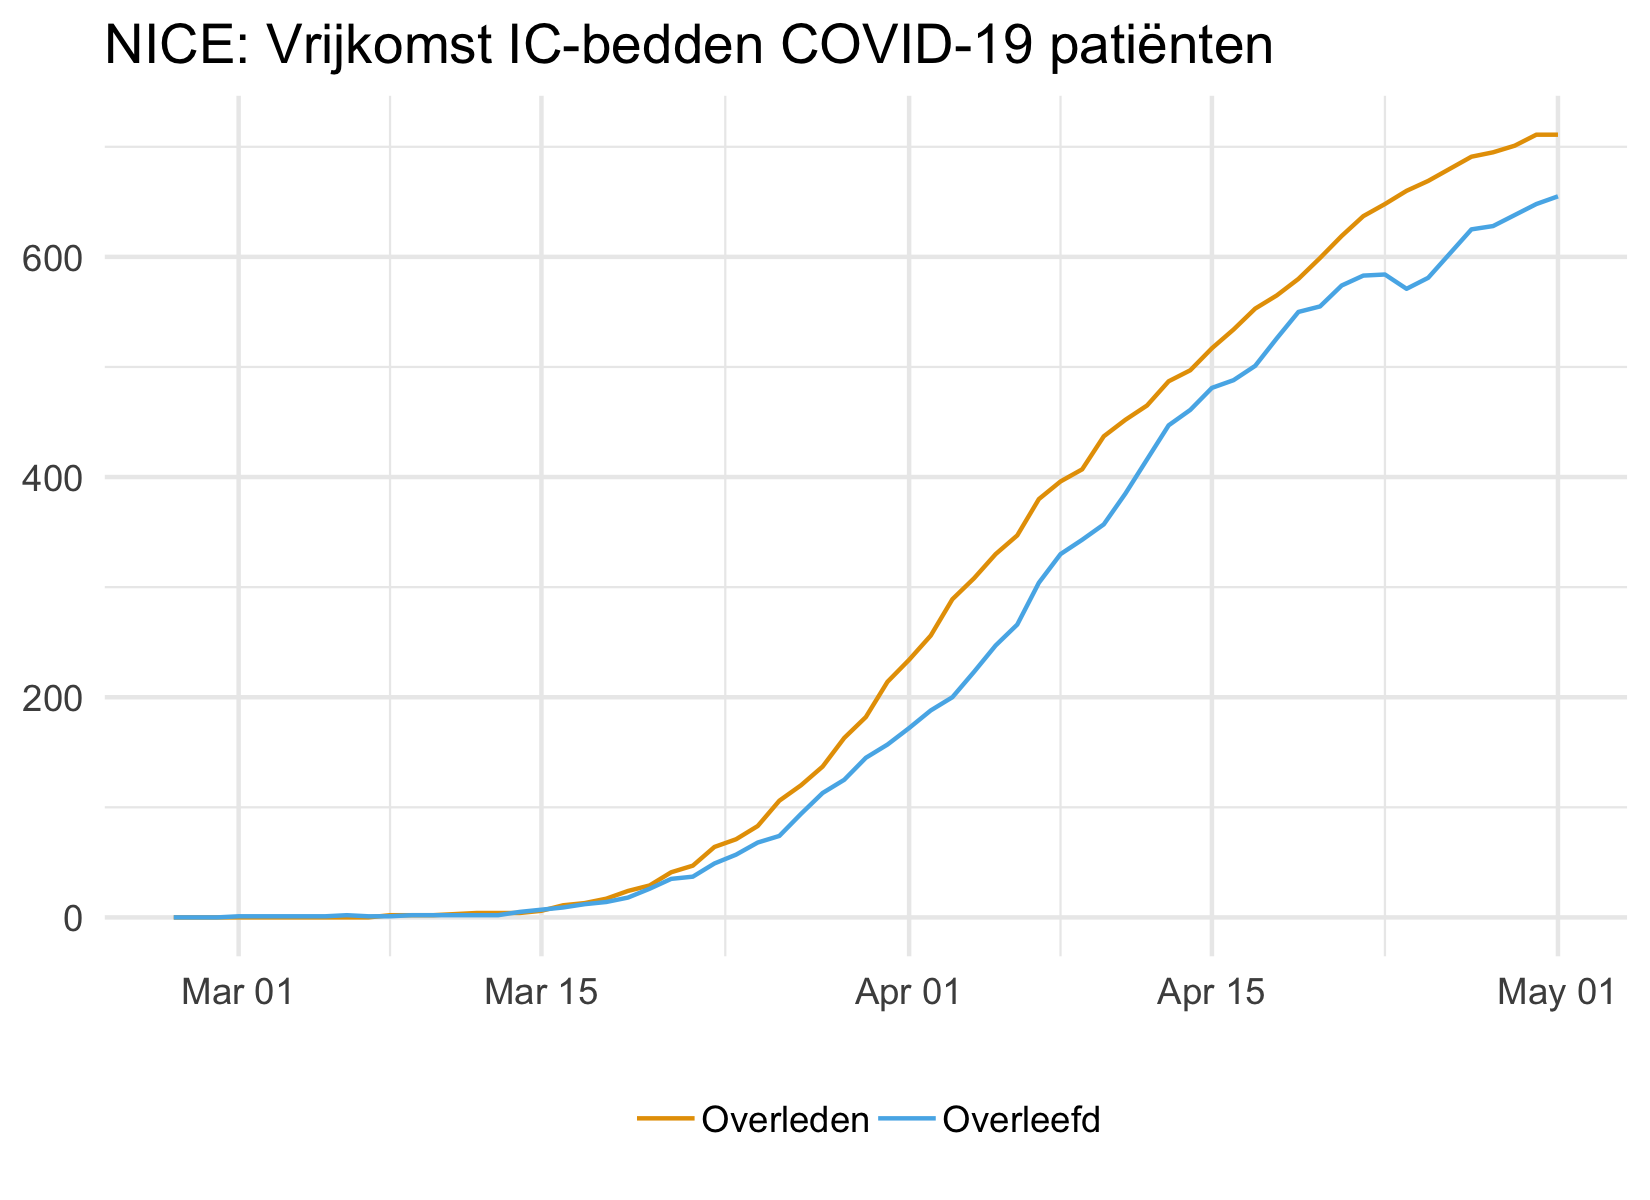 NICE: Vrijkomst IC-bedden COVID-19 patiënten
600
400
200
0
Mar 01 Mar 15 Apr 01 Apr 15 May 01
Overleden Overleefd